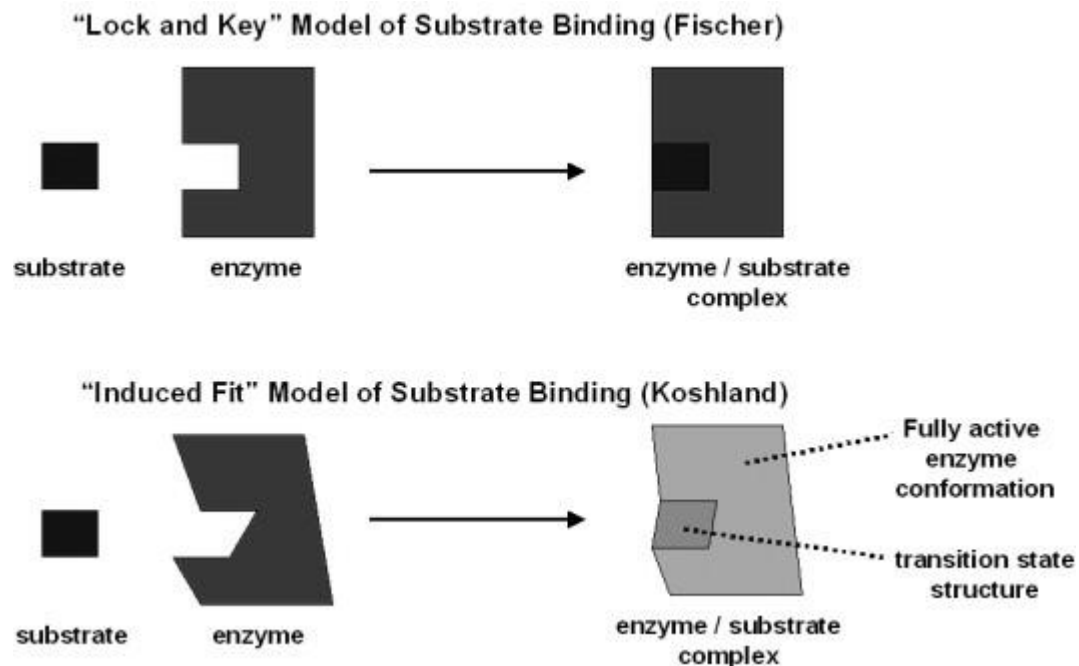 “Lock and Key” Model of Substrate Binding (Fischer)
substrate
enzyme
enzyme / substrate
complex
“Induced Fit” Model of Substrate Binding (Koshland)
Fully active
enzyme
conformation
transition state
structure
substrate
enzyme
enzyme / substrate
complex